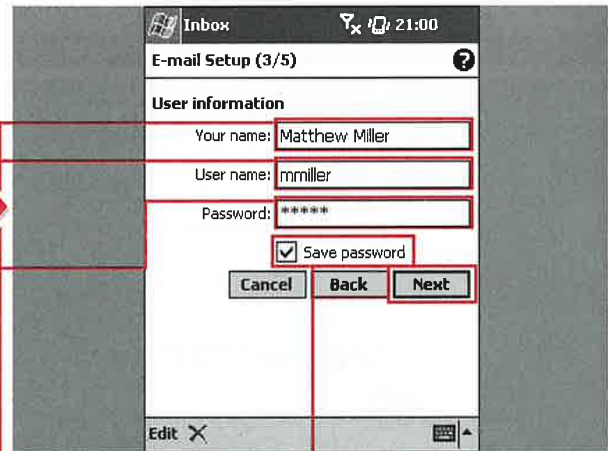 Inbox 21:00
E-mail Setup (3/5) ?
User information
Your name: Matthew Miller
User name: mmiller
Password: *****
Save password
Cancel Back Next
Edit